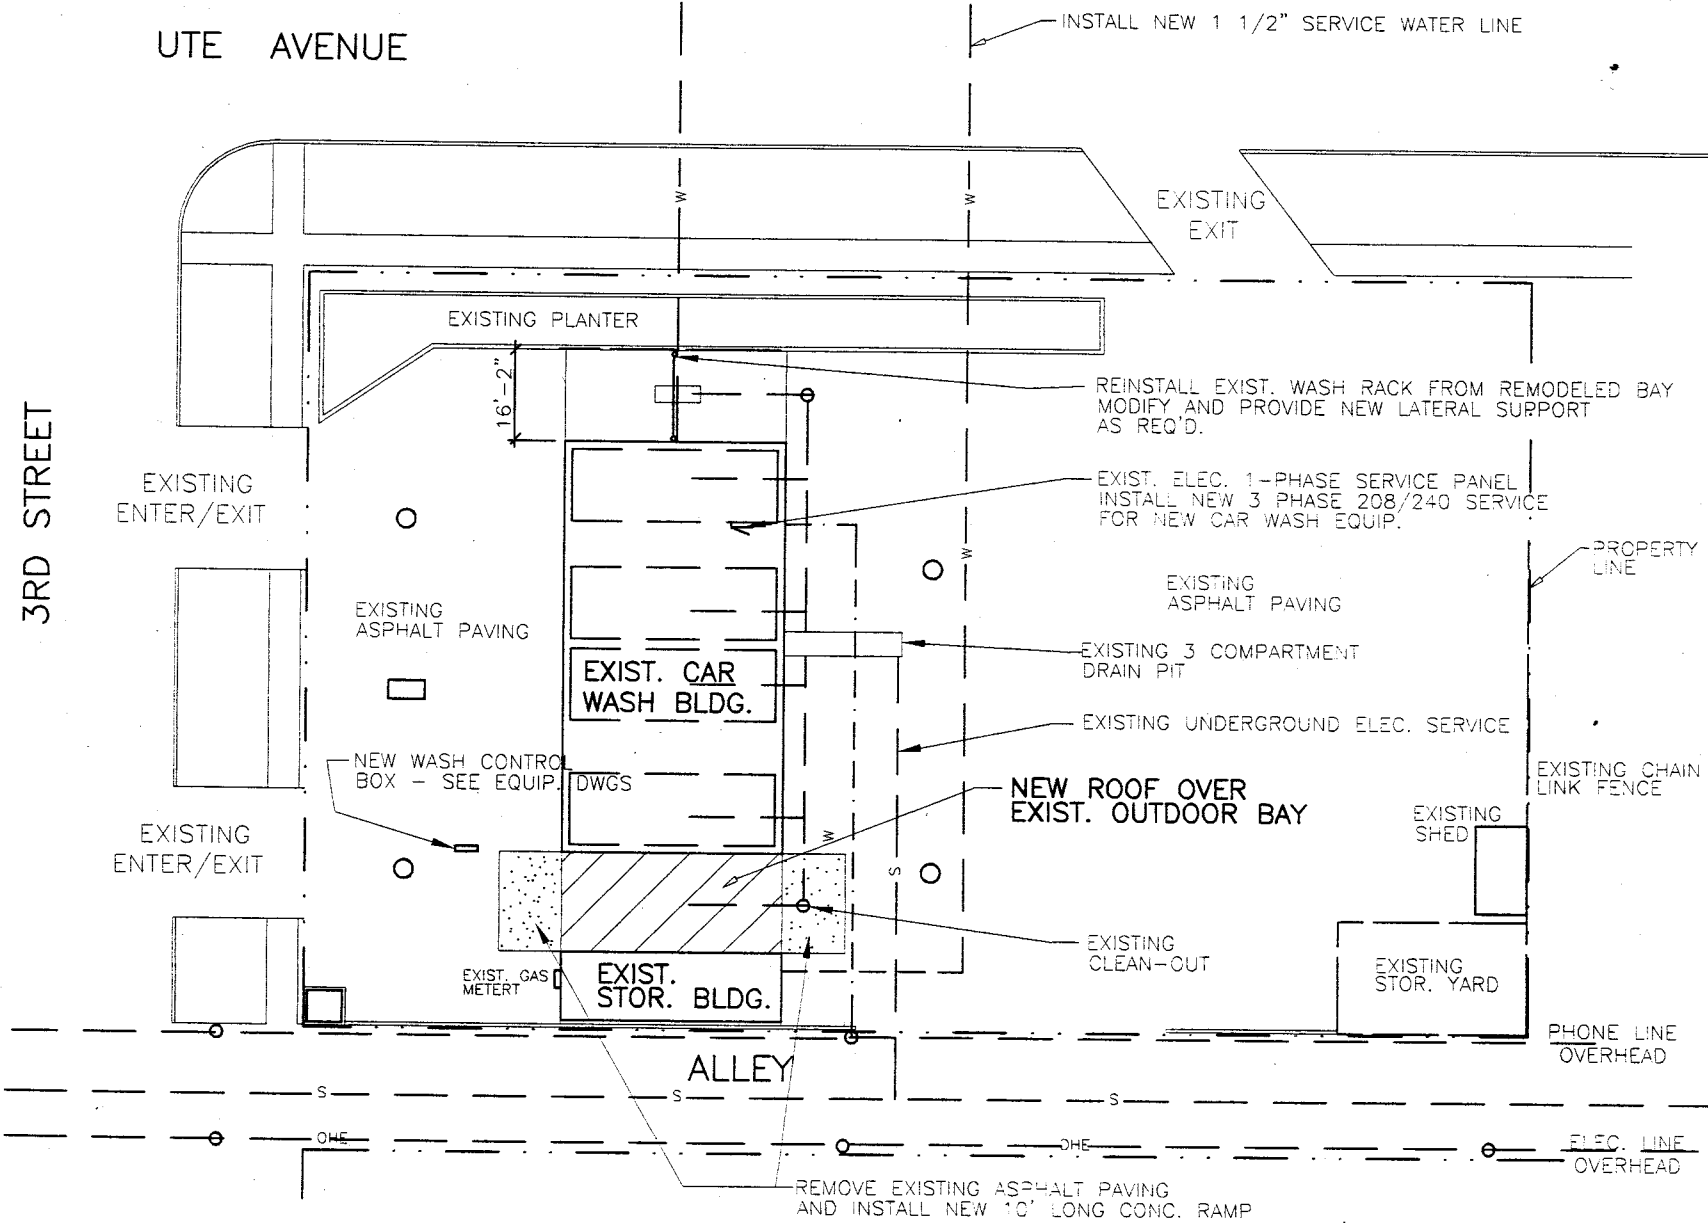 INSTALL NEW 1 1/2" SERVICE WATER LINE
UTE AVENUE
W
W
EXISTING
EXIT
EXISTING PLANTER
16'-2"
REINSTALL EXIST. WASH RACK FROM REMODELED BAY
MODIFY AND PROVIDE NEW LATERAL SUPPORT
AS REQ'D.
3RD STREET
EXISTING
ENTER/EXIT
EXIST. ELEC. 1-PHASE SERVICE PANEL
INSTALL NEW 3 PHASE 208/240 SERVICE
FOR NEW CAR WASH EQUIP.
W
PROPERTY
LINE
EXISTING
ASPHALT PAVING
EXISTING
ASPHALT PAVING
EXISTING 3 COMPARTMENT
DRAIN PIT
EXIST. CAR
WASH BLDG.
EXISTING UNDERGROUND ELEC. SERVICE
NEW WASH CONTROL
BOX - SEE EQUIP. DWGS
EXISTING CHAIN
LINK FENCE
NEW ROOF OVER
EXIST. OUTDOOR BAY
EXISTING
SHED
EXISTING
ENTER/EXIT
W
S
EXISTING
CLEAN-OUT
EXIST. GAS
METERT
EXIST.
STOR. BLDG.
EXISTING
STOR. YARD
PHONE LINE
OVERHEAD
ALLEY
S
S
S
OHE
OHE
ELEC. LINE
OVERHEAD
REMOVE EXISTING ASPHALT PAVING
AND INSTALL NEW 10' LONG CONC. RAMP